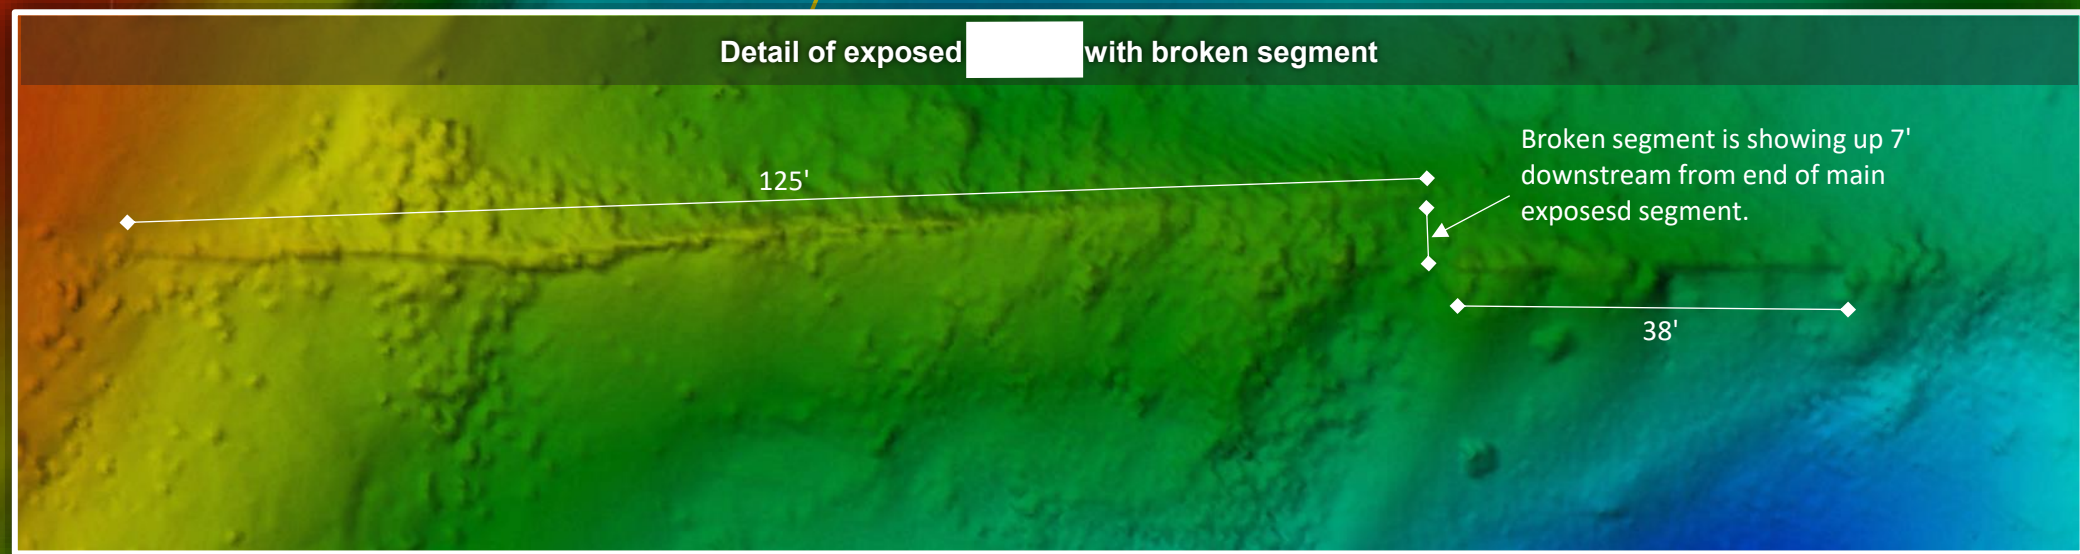 Detail of exposed with broken segment
125'
Broken segment is showing up 7'
downstream from end of main
exposesd segment.
38'